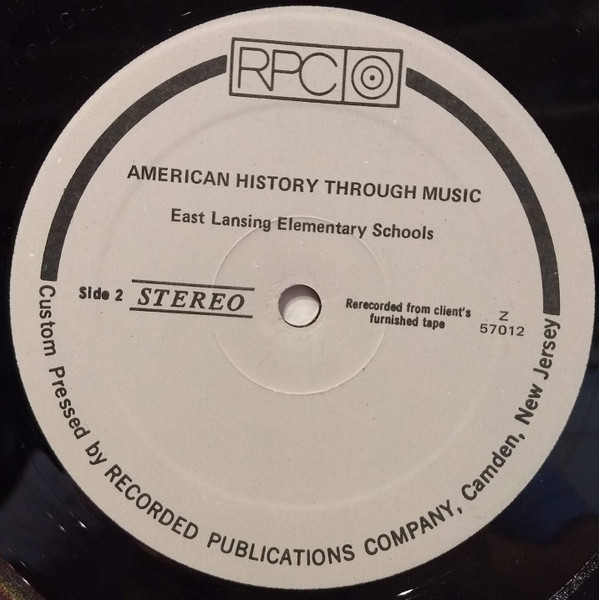 RPC
AMERICAN HISTORY THROUGH MUSIC
East Lansing Elementary Schools
Side 2 STEREO
Rerecorded from client's
furnished tape
Z
57012
Custom Pressed by RECORDED PUBLICATIONS COMPANY, Camden, New Jersey